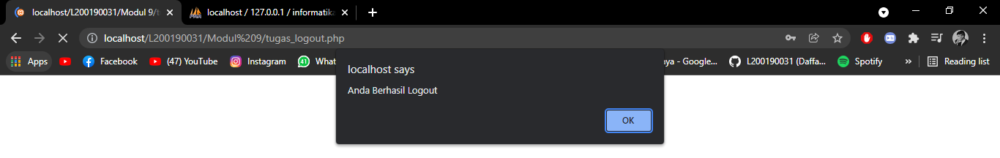 localhost/L200190031/Modul 9/t
localhost / 127.0.0.1 / informatika
localhost/L200190031/Modul%209/tugas_logout.php
Apps
Facebook
(47) YouTube
Instagram
41
What
aya - Google...
L200190031 (Daffa...
Spotify
»
Reading list
localhost says
Anda Berhasil Logout
OK